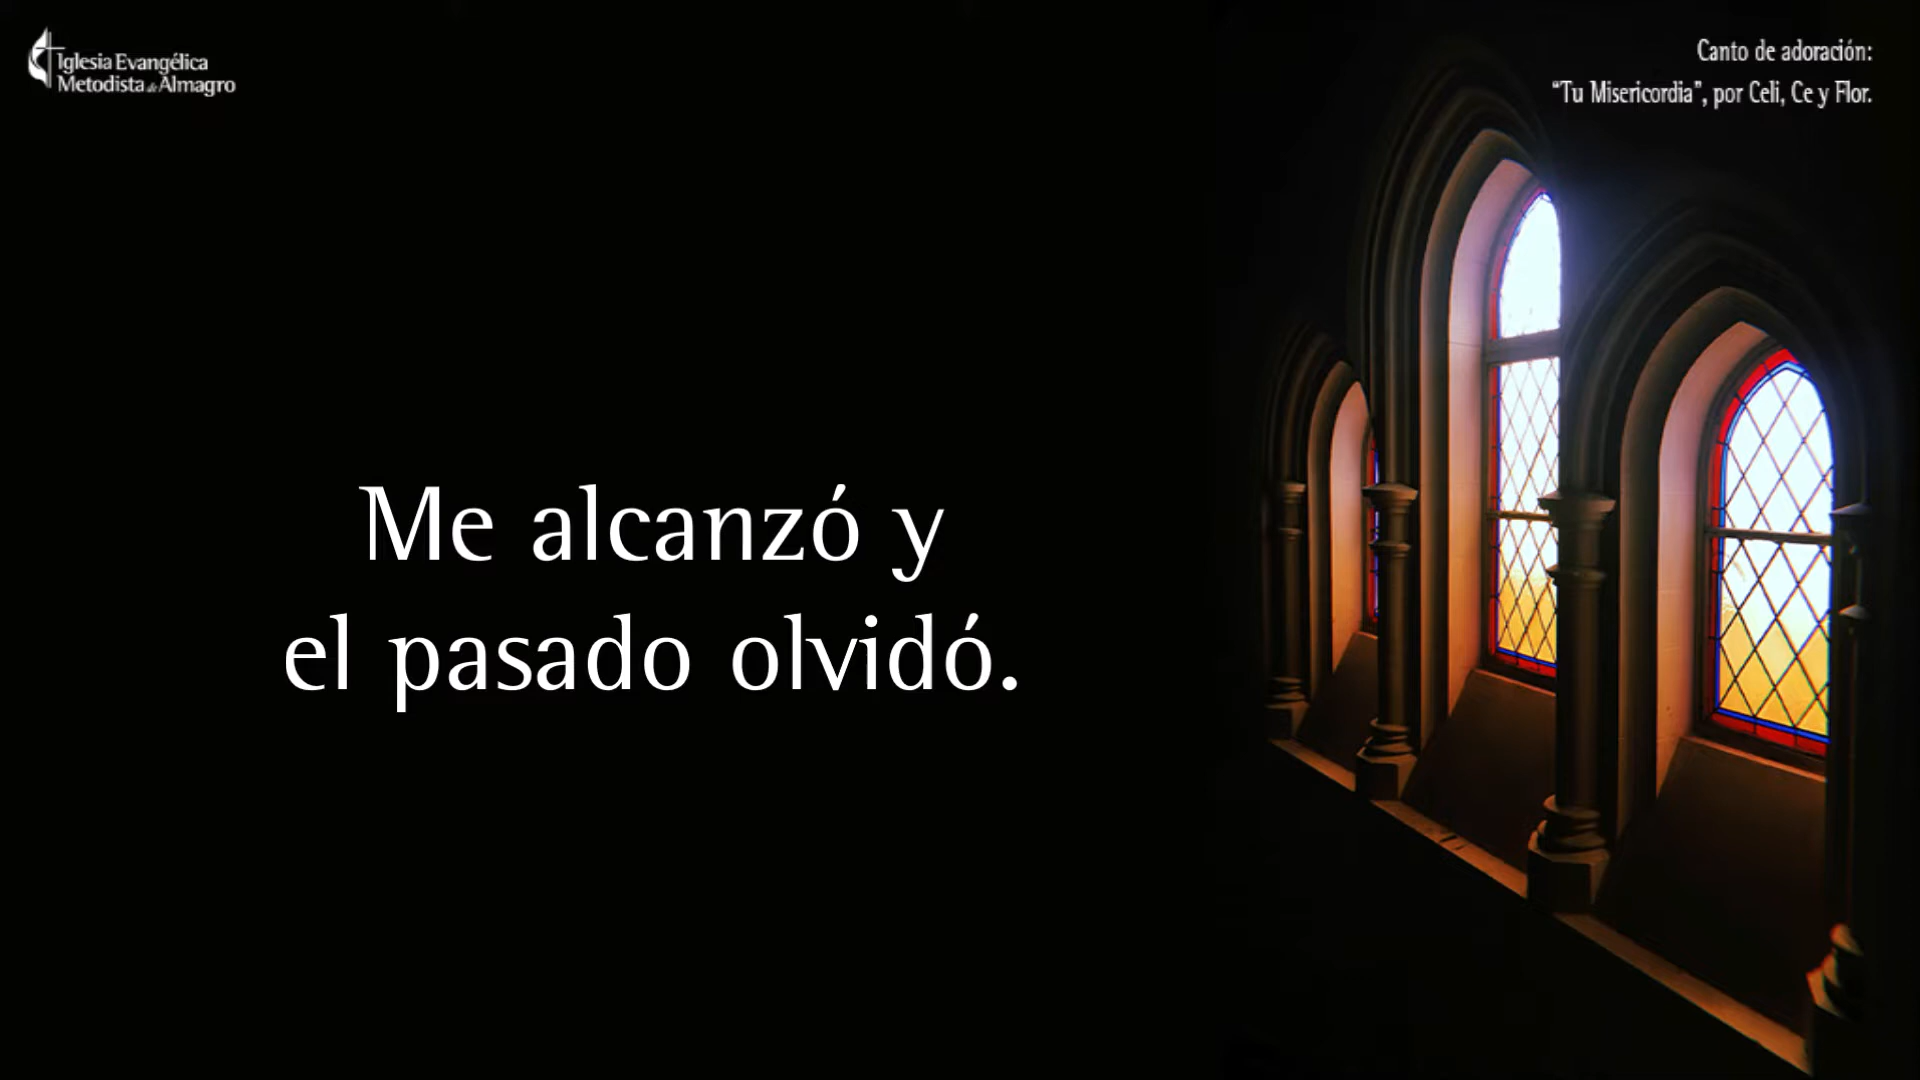 Iglesia Evangélica
Metodista de Almagro
Canto de adoración:
“Tu Misericordia”, por Celi, Ce y Flor.
Me alcanzó y
el pasado olvidó.